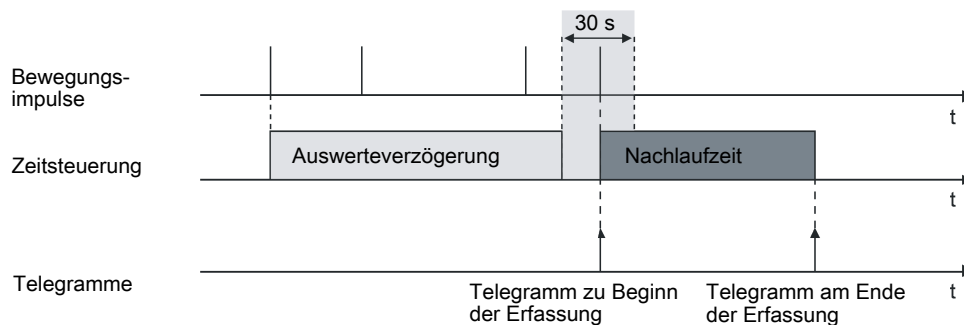 30 s
Bewegungs-
impulse
t
Zeitsteuerung
Auswerteverzögerung
Nachlaufzeit
t
Telegramme
t
Telegramm zu Beginn
der Erfassung
Telegramm am Ende
der Erfassung